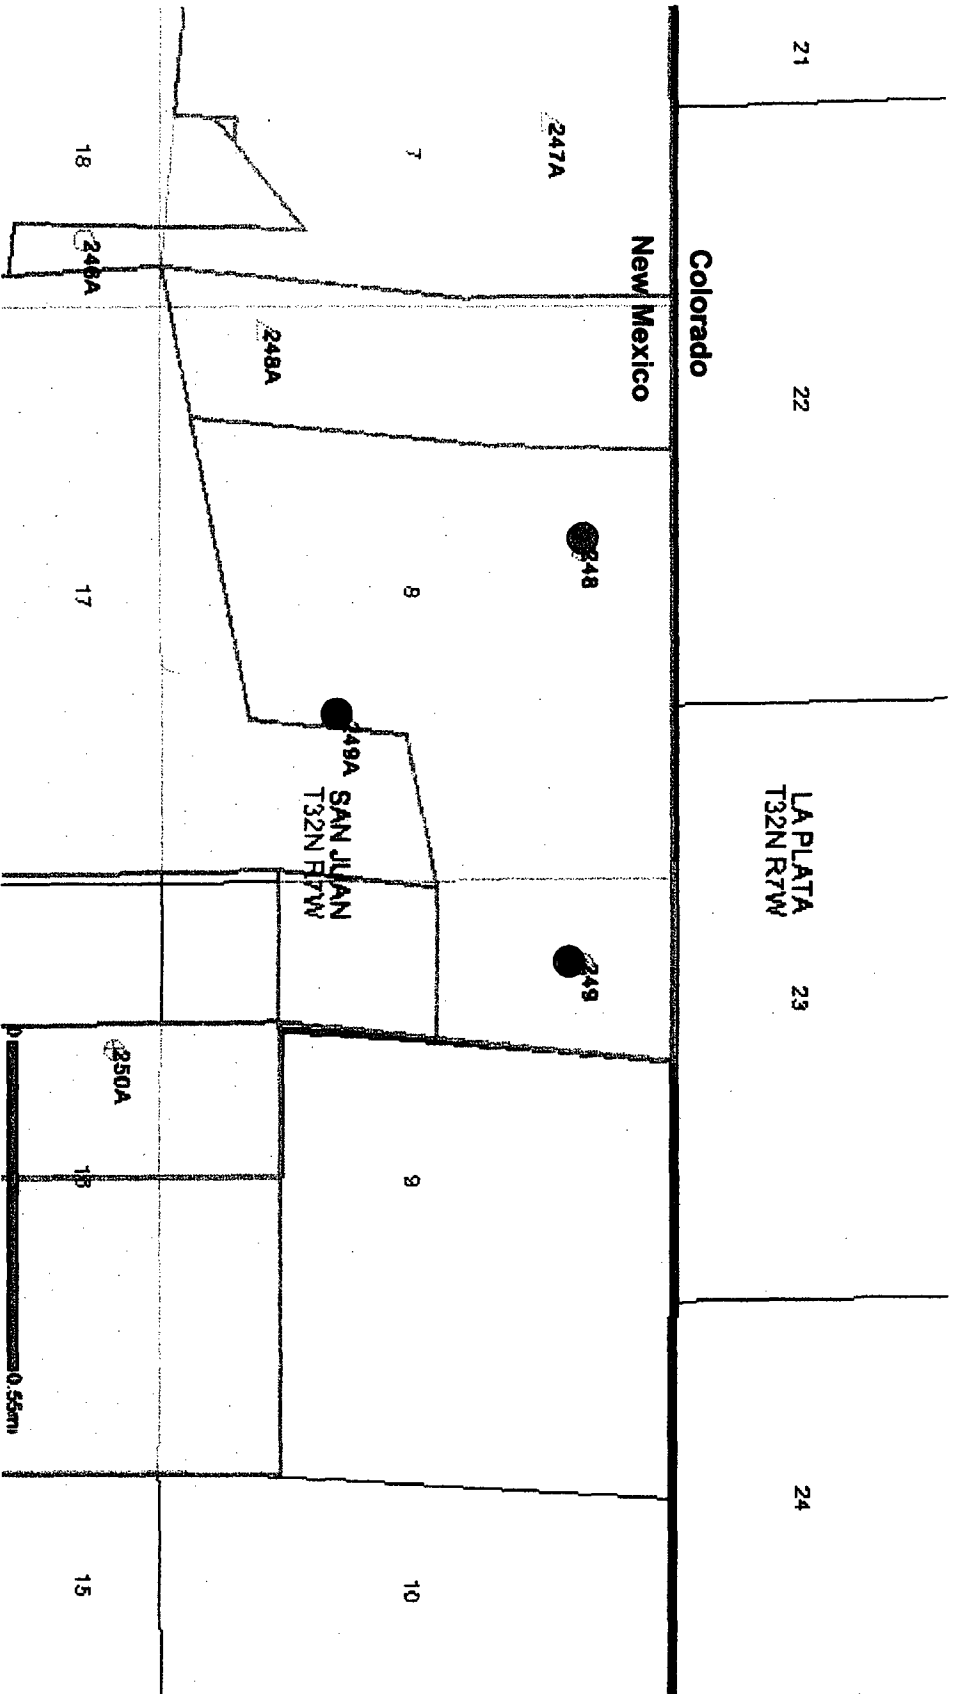 21
22
23
24
LA PLATA
T32N R7W
Colorado
New Mexico
247A
248
249
7
8
9
10
SAN JUAN
T32N R7W
249A
248A
18
246A
17
250A
16
15
0
0.55mi